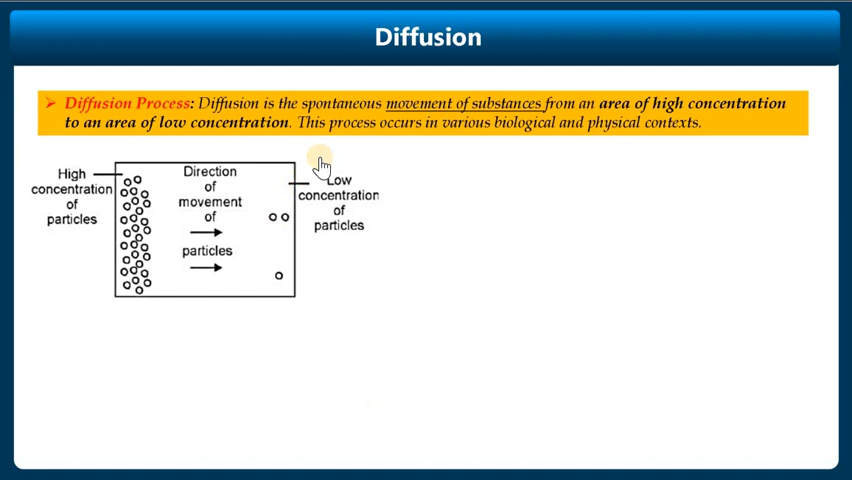 Diffusion
➢ Diffusion Process: Diffusion is the spontaneous movement of substances from an area of high concentration
to an area of low concentration. This process occurs in various biological and physical contexts.
High
concentration
of
particles
Direction
of
movement
of
particles
Low
concentration
of
particles